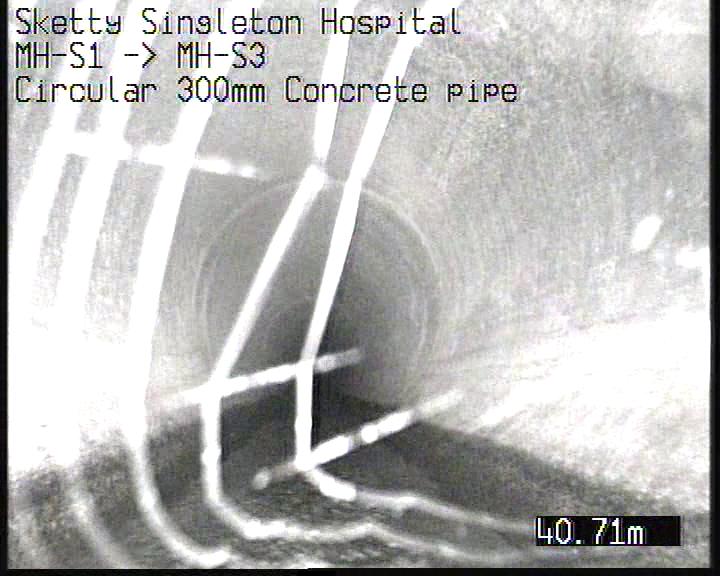 Sketty Singleton Hospital
MH-S1 -> MH-S3
Circular 300mm Concrete pipe
40.71m